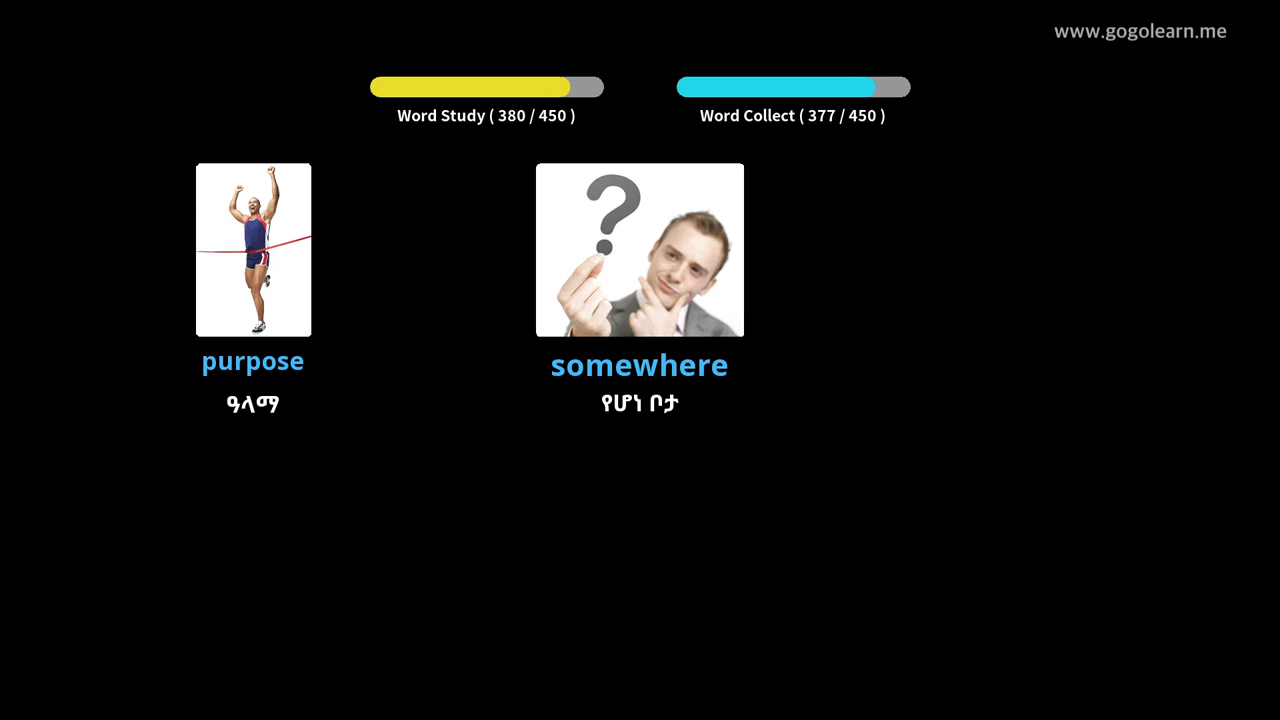 www.gogolearn.me
Word Study ( 380 / 450 )
Word Collect ( 377 / 450 )
purpose
ዓላማ
somewhere
የሆነ ቦታ